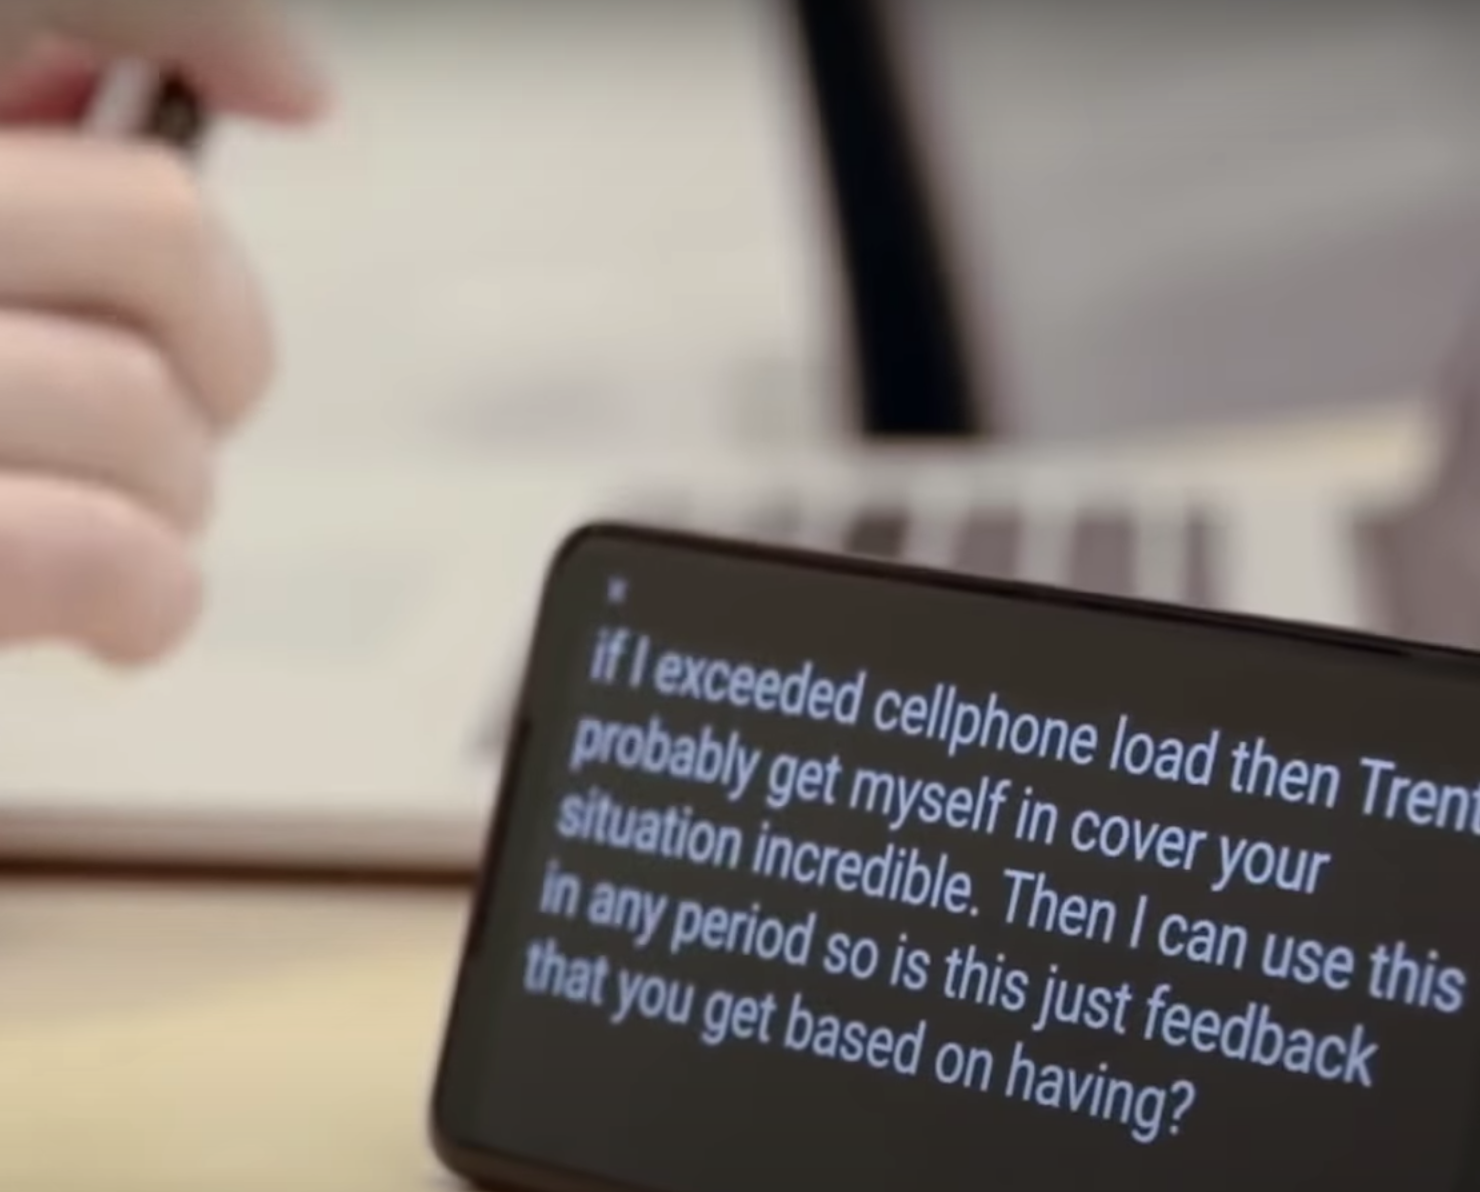 if I exceeded cellphone load then Trent
probably get myself in cover your
situation incredible. Then I can use this
in any period so is this just feedback
that you get based on having?